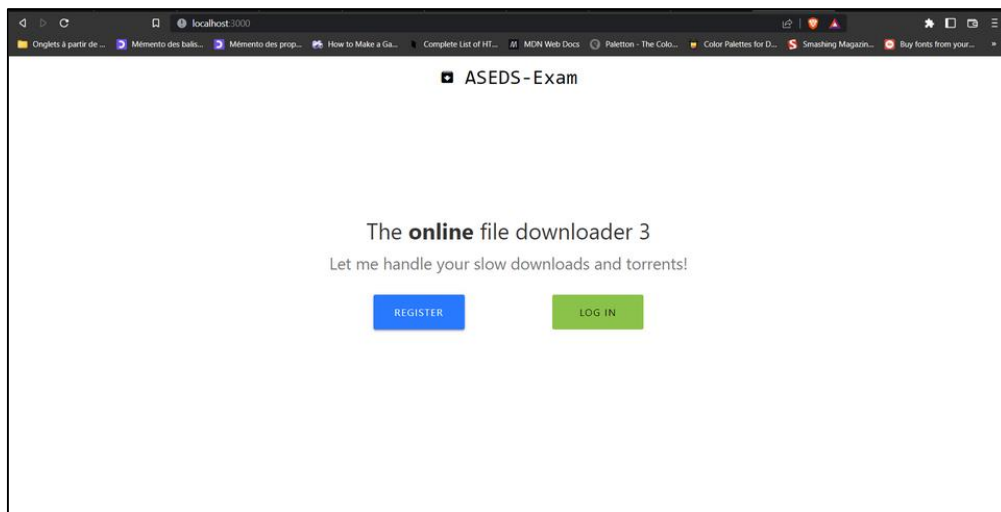 localhost:3000
Onglets à partir de ... Mémento des balis... Mémento des prop... How to Make a Ga... Complete List of HT... MDN Web Docs Paletton - The Colo... Color Palettes for D... Smashing Magazin... Buy fonts from your... »
ASEDS-Exam
The online file downloader 3
Let me handle your slow downloads and torrents!
REGISTER LOG IN